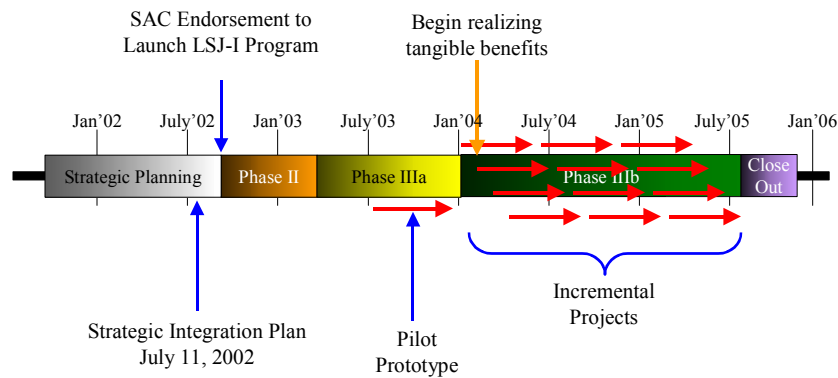 SAC Endorsement to
Launch LSJ-I Program
Begin realizing
tangible benefits
Jan’02
July’02
Jan’03
July’03
Jan’04
July’04
Jan’05
July’05
Jan’06
Strategic Planning
Phase II
Phase IIIa
Phase IIIb
Close
Out
Strategic Integration Plan
July 11, 2002
Pilot
Prototype
Incremental
Projects